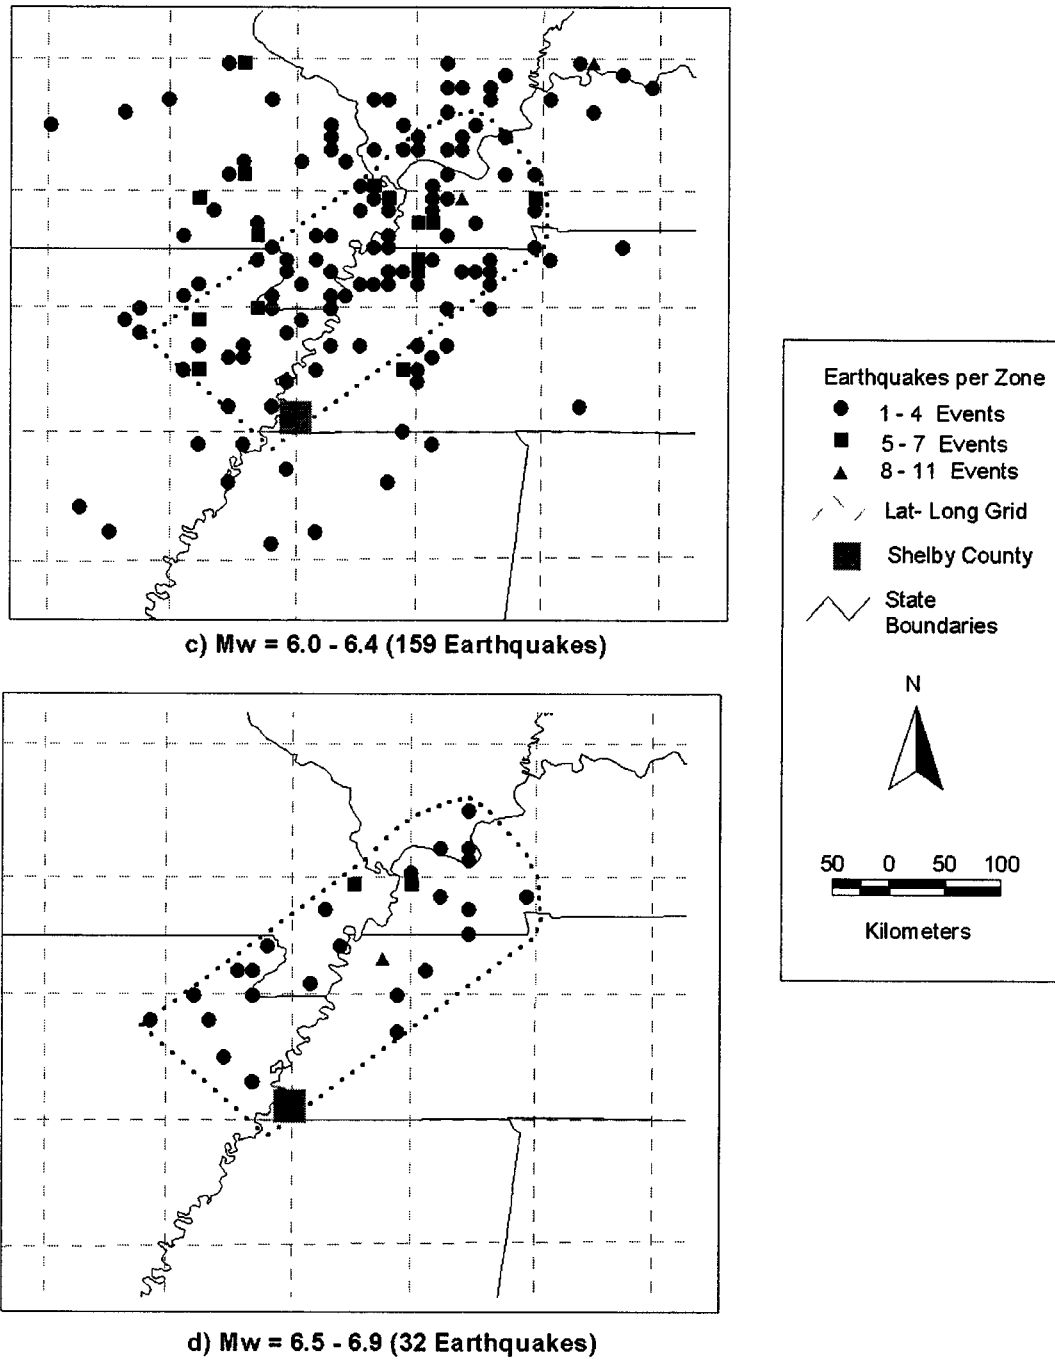 c) Mw = 6.0 - 6.4 (159 Earthquakes)
d) Mw = 6.5 - 6.9 (32 Earthquakes)
Earthquakes per Zone
1 - 4 Events
5 - 7 Events
8 - 11 Events
Lat- Long Grid
Shelby County
State
Boundaries
N
50 0 50 100
Kilometers